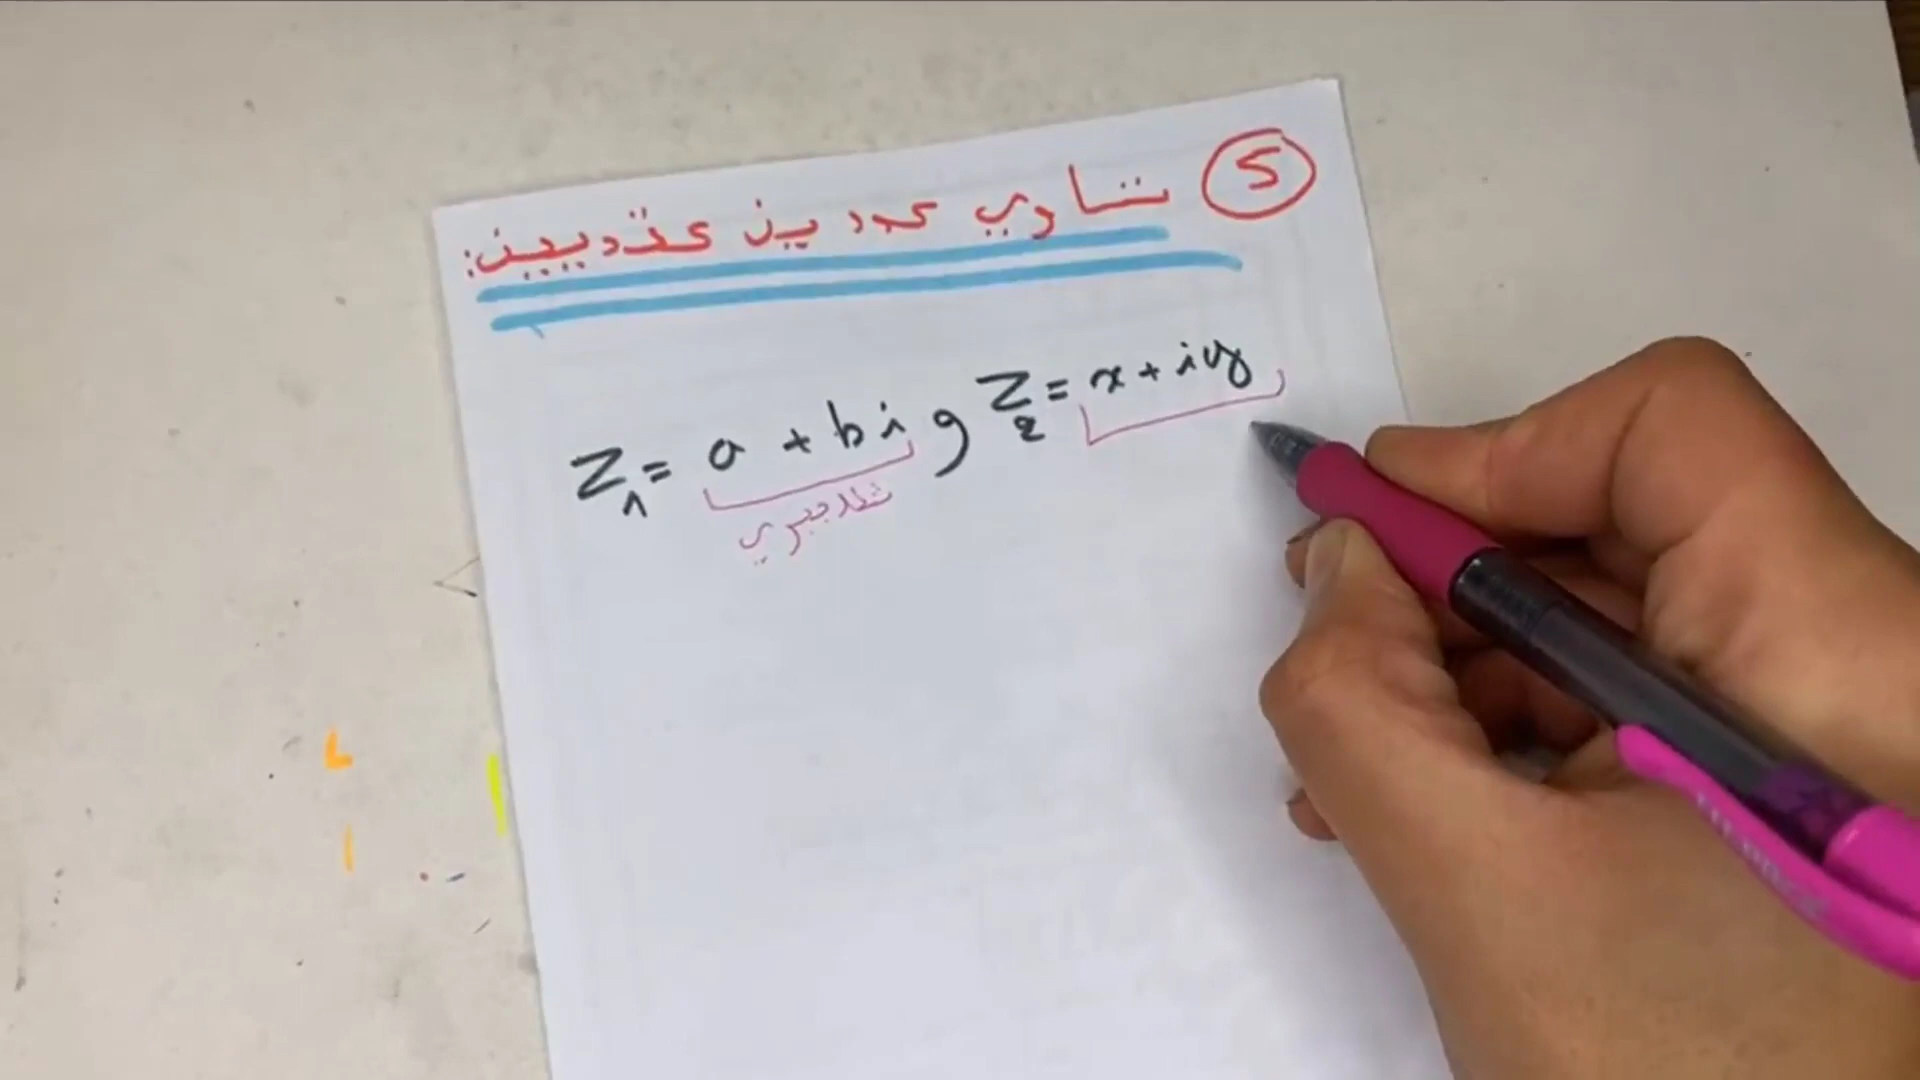 5 تساوي عددين عقديين:
Z₁ = a + bi و Z₂ = x + iy
شكل جبري